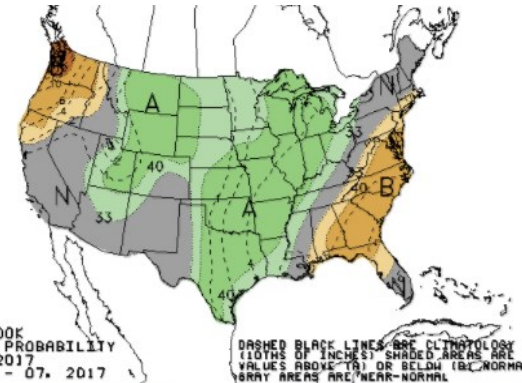 N
A
33
40
N
A
B
40
33
33
40
N
OOK
PROBABILITY
2017
- 07. 2017
DASHED BLACK LINES ARE CLIMATOLOGY
(10THS OF INCHES) SHADED AREAS ARE
VALUES ABOVE (A) OR BELOW (B) NORMAL
GRAY AREAS ARE NEAR-NORMAL